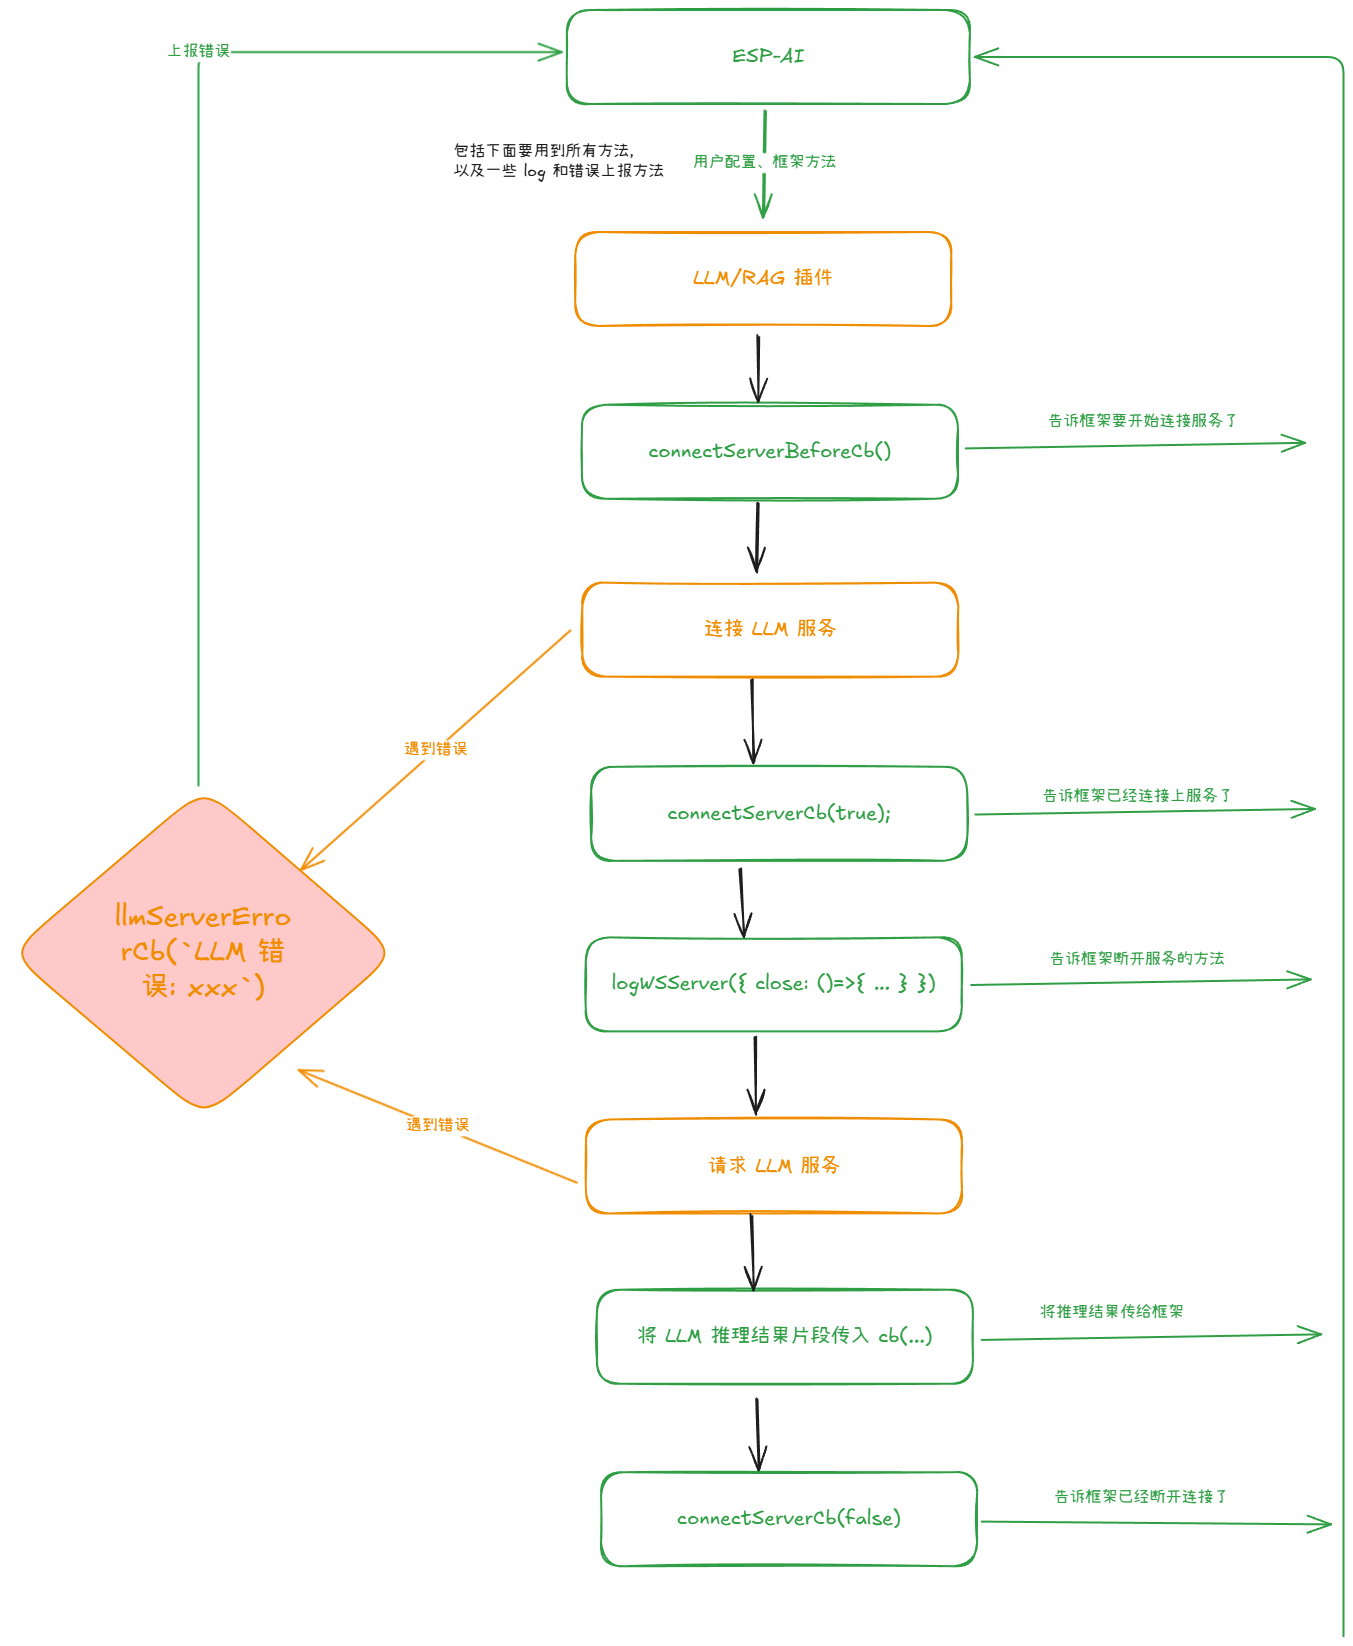 上报错误
ESP-AI
包括下面要用到所有方法,
以及一些 log 和错误上报方法
用户配置、框架方法
LLM/RAG 插件
connectServerBeforeCb()
告诉框架要开始连接服务了
连接 LLM 服务
遇到错误
connectServerCb(true);
告诉框架已经连接上服务了
llmServerErro
rCb(`LLM 错
误: xxx`)
logWSServer({ close: ()=>{ ... } })
告诉框架断开服务的方法
遇到错误
请求 LLM 服务
将 LLM 推理结果片段传入 cb(...)
将推理结果传给框架
connectServerCb(false)
告诉框架已经断开连接了